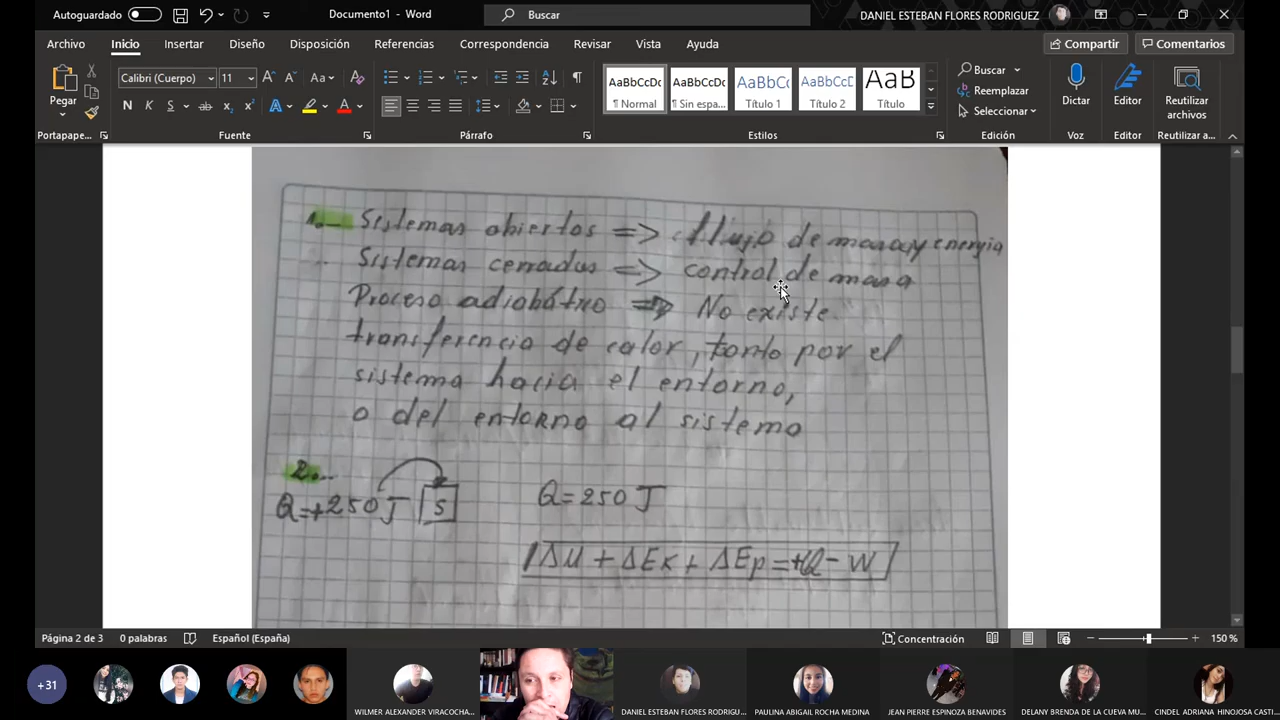 Autoguardado
Documento1 - Word
Buscar
DANIEL ESTEBAN FLORES RODRIGUEZ
Archivo Inicio Insertar Diseño Disposición Referencias Correspondencia Revisar Vista Ayuda
Compartir Comentarios
Pegar
Calibri (Cuerpo) 11
N K S
AaBbCcDc AaBbCcDc AaBbCc AaBbCcD AaB
¶ Normal ¶ Sin espa... Título 1 Título 2 Título
Buscar
Reemplazar
Seleccionar
Dictar
Editor
Reutilizar
archivos
Portapape... Fuente Párrafo Estilos Edición Voz Editor Reutilizar a...
1.- Sistemas abiertos => flujo de masa y energia
Sistemas cerrados => control de masa
Proceso adiabático => No existe
transferencia de calor, tanto por el
sistema hacia el entorno,
o del entorno al sistema
2.-
Q=+250J S Q=250 J
ΔU + ΔEk + ΔEp = +Q - W
Página 2 de 3 0 palabras Español (España) Concentración 150 %
+31
WILMER ALEXANDER VIRACOCHA...
DANIEL ESTEBAN FLORES RODRIGU...
PAULINA ABIGAIL ROCHA MEDINA
JEAN PIERRE ESPINOZA BENAVIDES
DELANY BRENDA DE LA CUEVA MU...
CINDEL ADRIANA HINOJOSA CASTI...